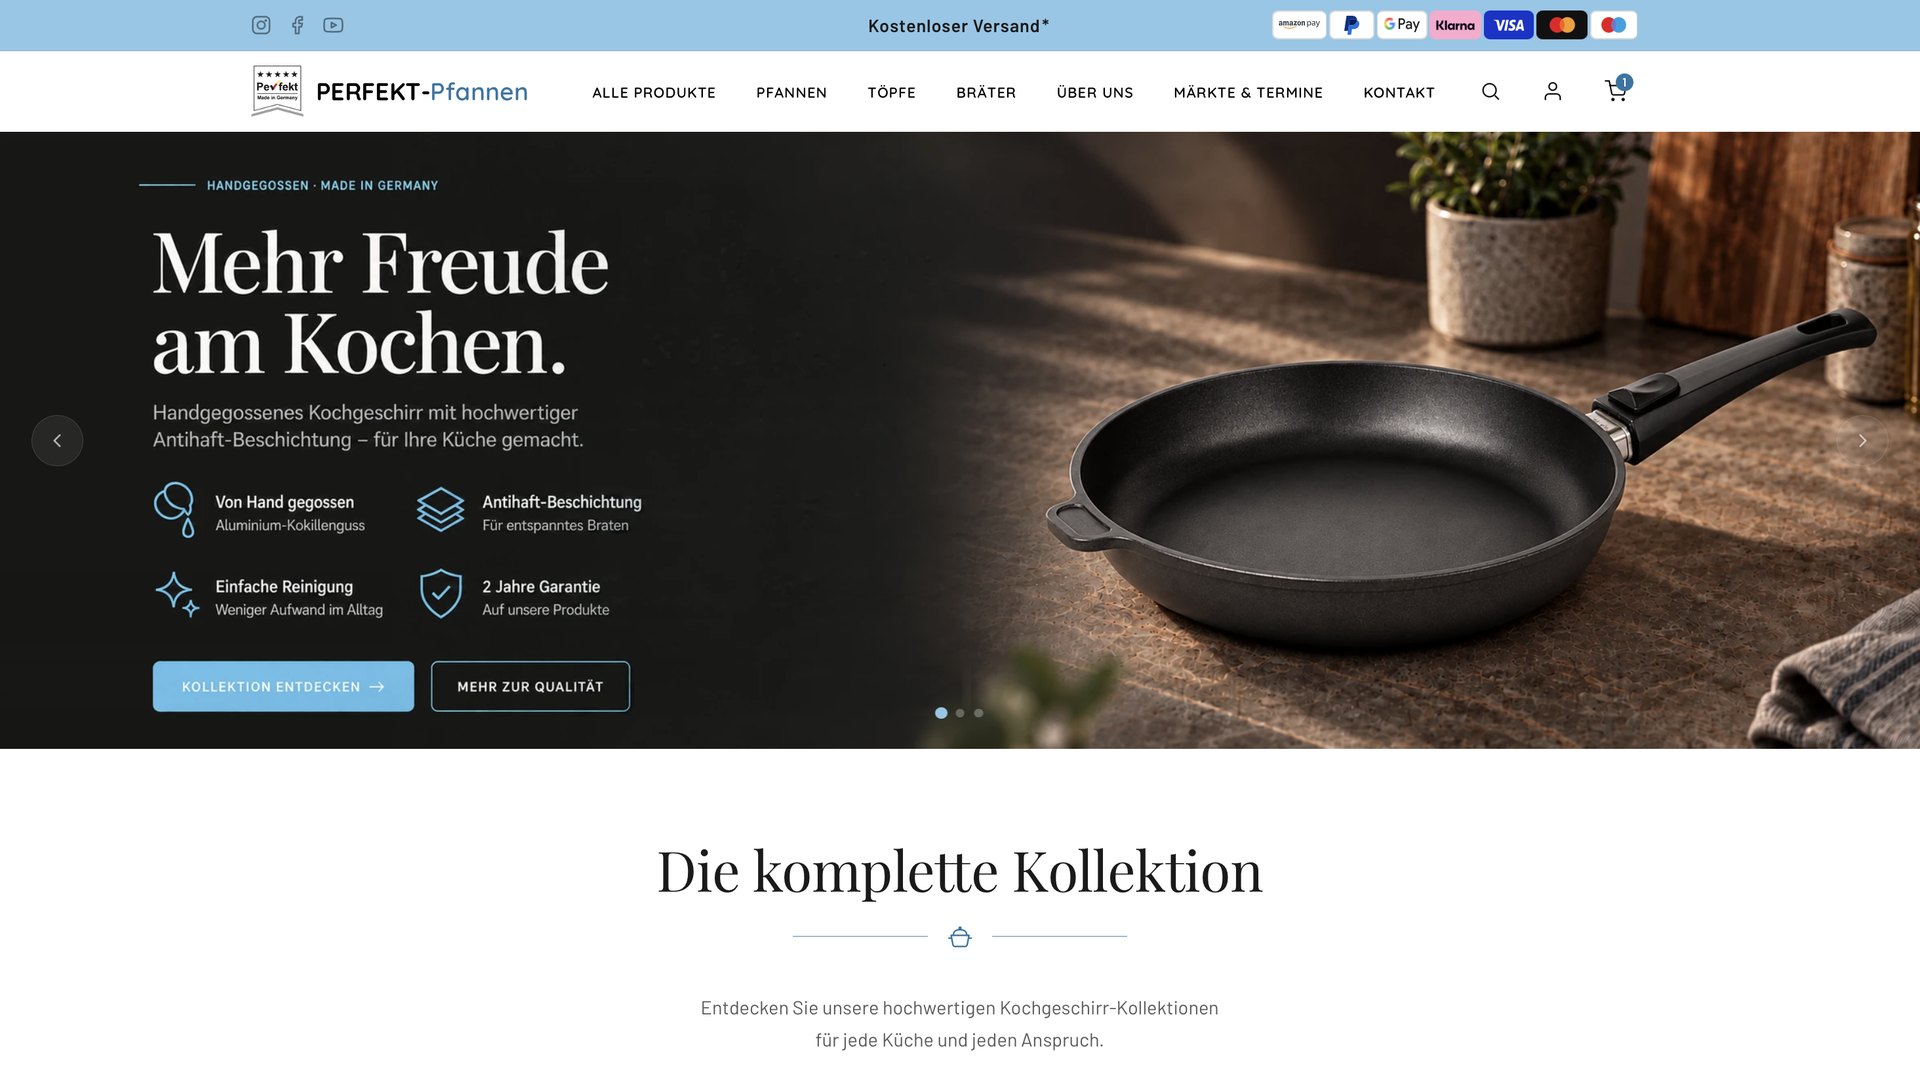 Kostenloser Versand*
amazon pay
G Pay
Klarna
VISA
Perfekt
Made in Germany
PERFEKT-Pfannen
ALLE PRODUKTE
PFANNEN
TÖPFE
BRÄTER
ÜBER UNS
MÄRKTE & TERMINE
KONTAKT
1
HANDGEGOSSEN · MADE IN GERMANY
Mehr Freude
am Kochen.
Handgegossenes Kochgeschirr mit hochwertiger
Antihaft-Beschichtung – für Ihre Küche gemacht.
Von Hand gegossen
Aluminium-Kokillenguss
Antihaft-Beschichtung
Für entspanntes Braten
Einfache Reinigung
Weniger Aufwand im Alltag
2 Jahre Garantie
Auf unsere Produkte
KOLLEKTION ENTDECKEN →
MEHR ZUR QUALITÄT
Die komplette Kollektion
Entdecken Sie unsere hochwertigen Kochgeschirr-Kollektionen
für jede Küche und jeden Anspruch.